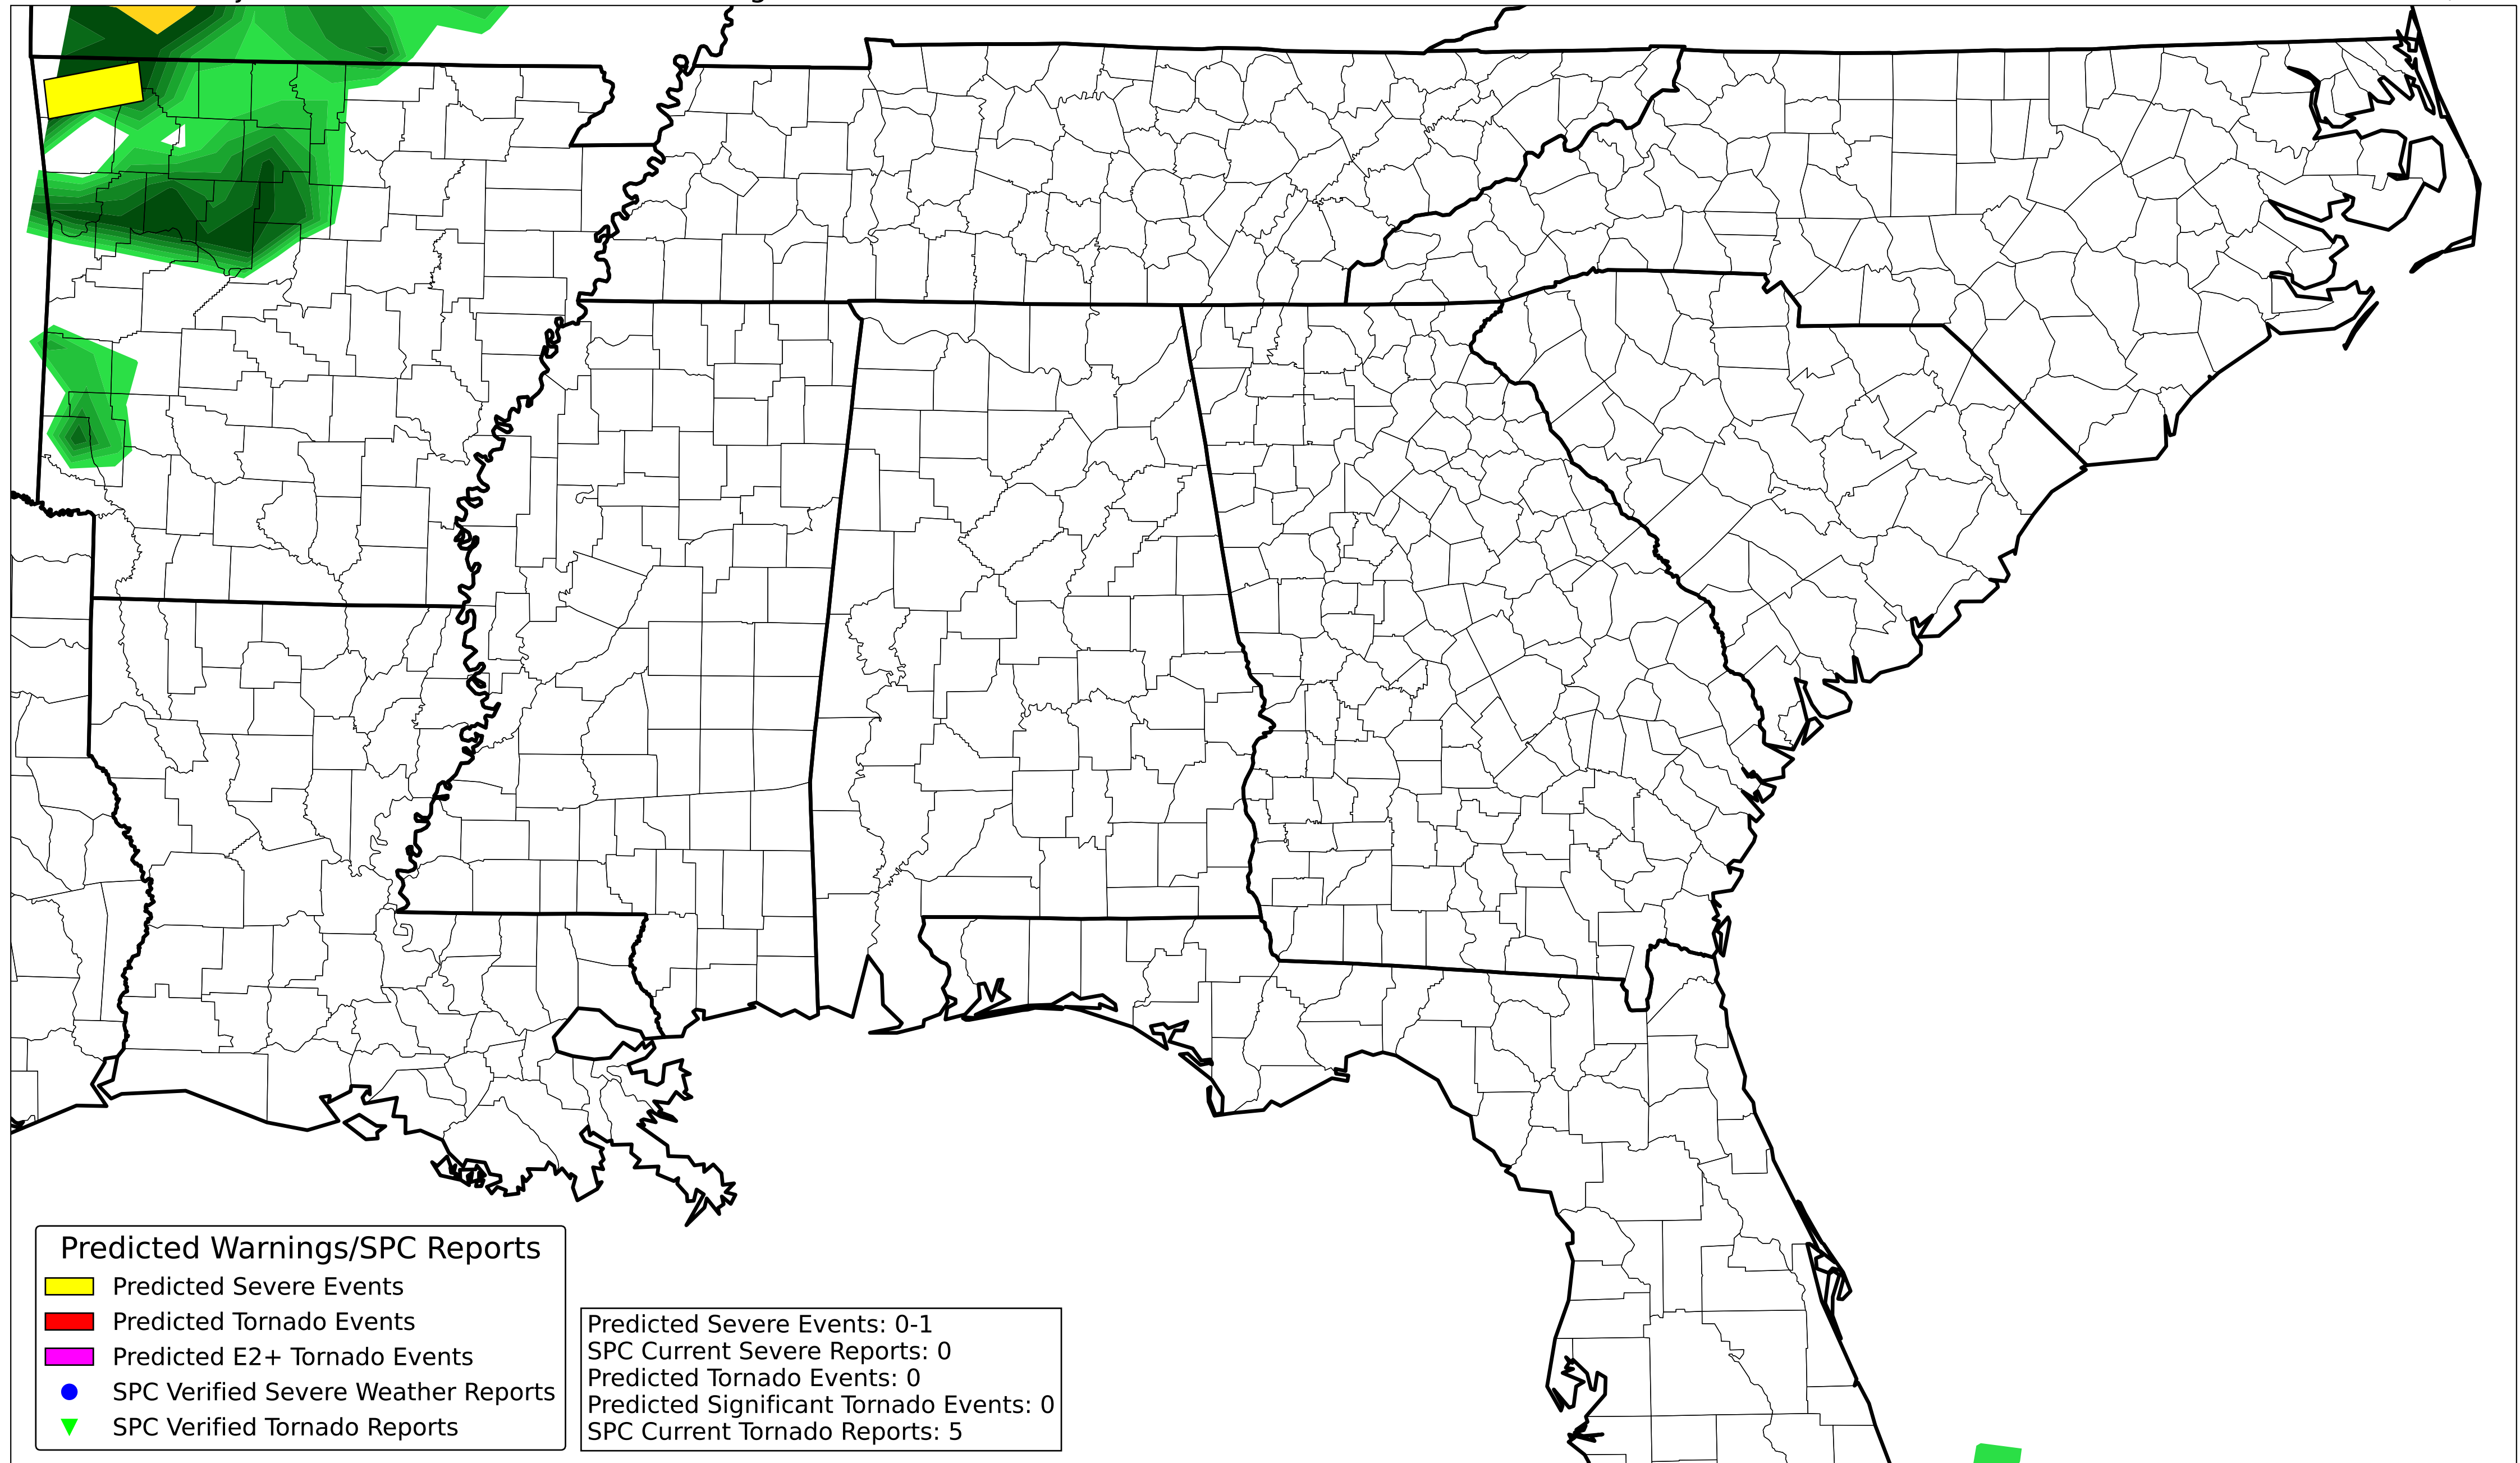 Predicted Warnings/SPC Reports
Predicted Severe Events
Predicted Tornado Events
Predicted E2+ Tornado Events
SPC Verified Severe Weather Reports
SPC Verified Tornado Reports
Predicted Severe Events: 0-1
SPC Current Severe Reports: 0
Predicted Tornado Events: 0
Predicted Significant Tornado Events: 0
SPC Current Tornado Reports: 5